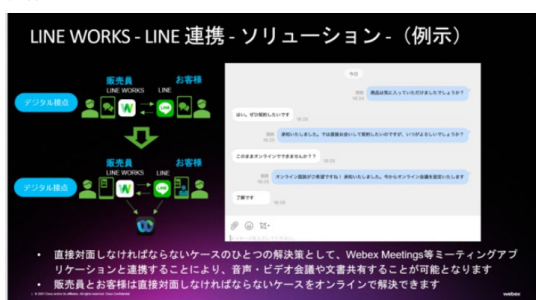 LINE WORKS - LINE 連携 - ソリューション - （例示）
販売員
お客様
LINE WORKS
LINE
デジタル接点
販売員
お客様
LINE WORKS
LINE
デジタル接点
今日
商品は気に入っていただけましたでしょうか？
はい。ぜひ契約したいです
承知いたしました。では直接お会いして契約したいのですが、いつがよろしいでしょうか？
このままオンラインでできませんか？？
オンライン面談がご希望ですね！ 承知いたしました。今からオンライン会議を設定いたします
了解です
• 直接対面しなければならないケースのひとつの解決策として、Webex Meetings等ミーティングアプ
リケーションと連携することにより、音声・ビデオ会議や文書共有することが可能となります
• 販売員とお客様は直接対面しなければならないケースをオンラインで解決できます
webex